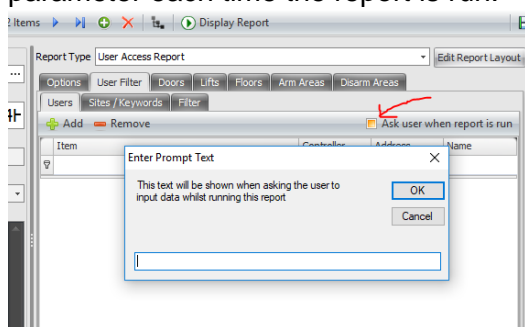 parameter each time the report is run.
Items
Display Report
Report Type User Access Report
Edit Report Layout
...
Options User Filter Doors Lifts Floors Arm Areas Disarm Areas
Users Sites / Keywords Filter
Add Remove
Ask user when report is run
Item Controller Address Name
Enter Prompt Text
This text will be shown when asking the user to
input data whilst running this report
OK
Cancel